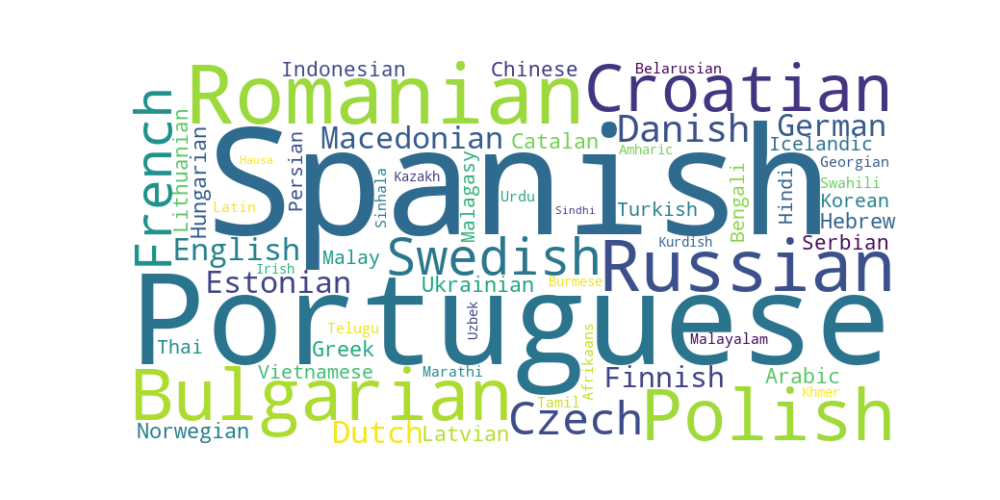 Indonesian
Chinese
Belarusian
Romanian
Croatian
French
Lithuanian
Hungarian
Spanish
Persian
Macedonian
Catalan
Danish
German
Icelandic
Amharic
Hausa
Sinhala
Kazakh
Malagasy
Urdu
Sindhi
Turkish
Bengali
Hindi
Georgian
Swahili
Korean
Hebrew
Latin
English
Irish
Malay
Swedish
Kurdish
Serbian
Russian
Estonian
Ukrainian
Burmese
Portuguese
Uzbek
Telugu
Thai
Greek
Malayalam
Afrikaans
Vietnamese
Marathi
Bulgarian
Finnish
Arabic
Khmer
Tamil
Czech
Polish
Norwegian
Dutch
Latvian